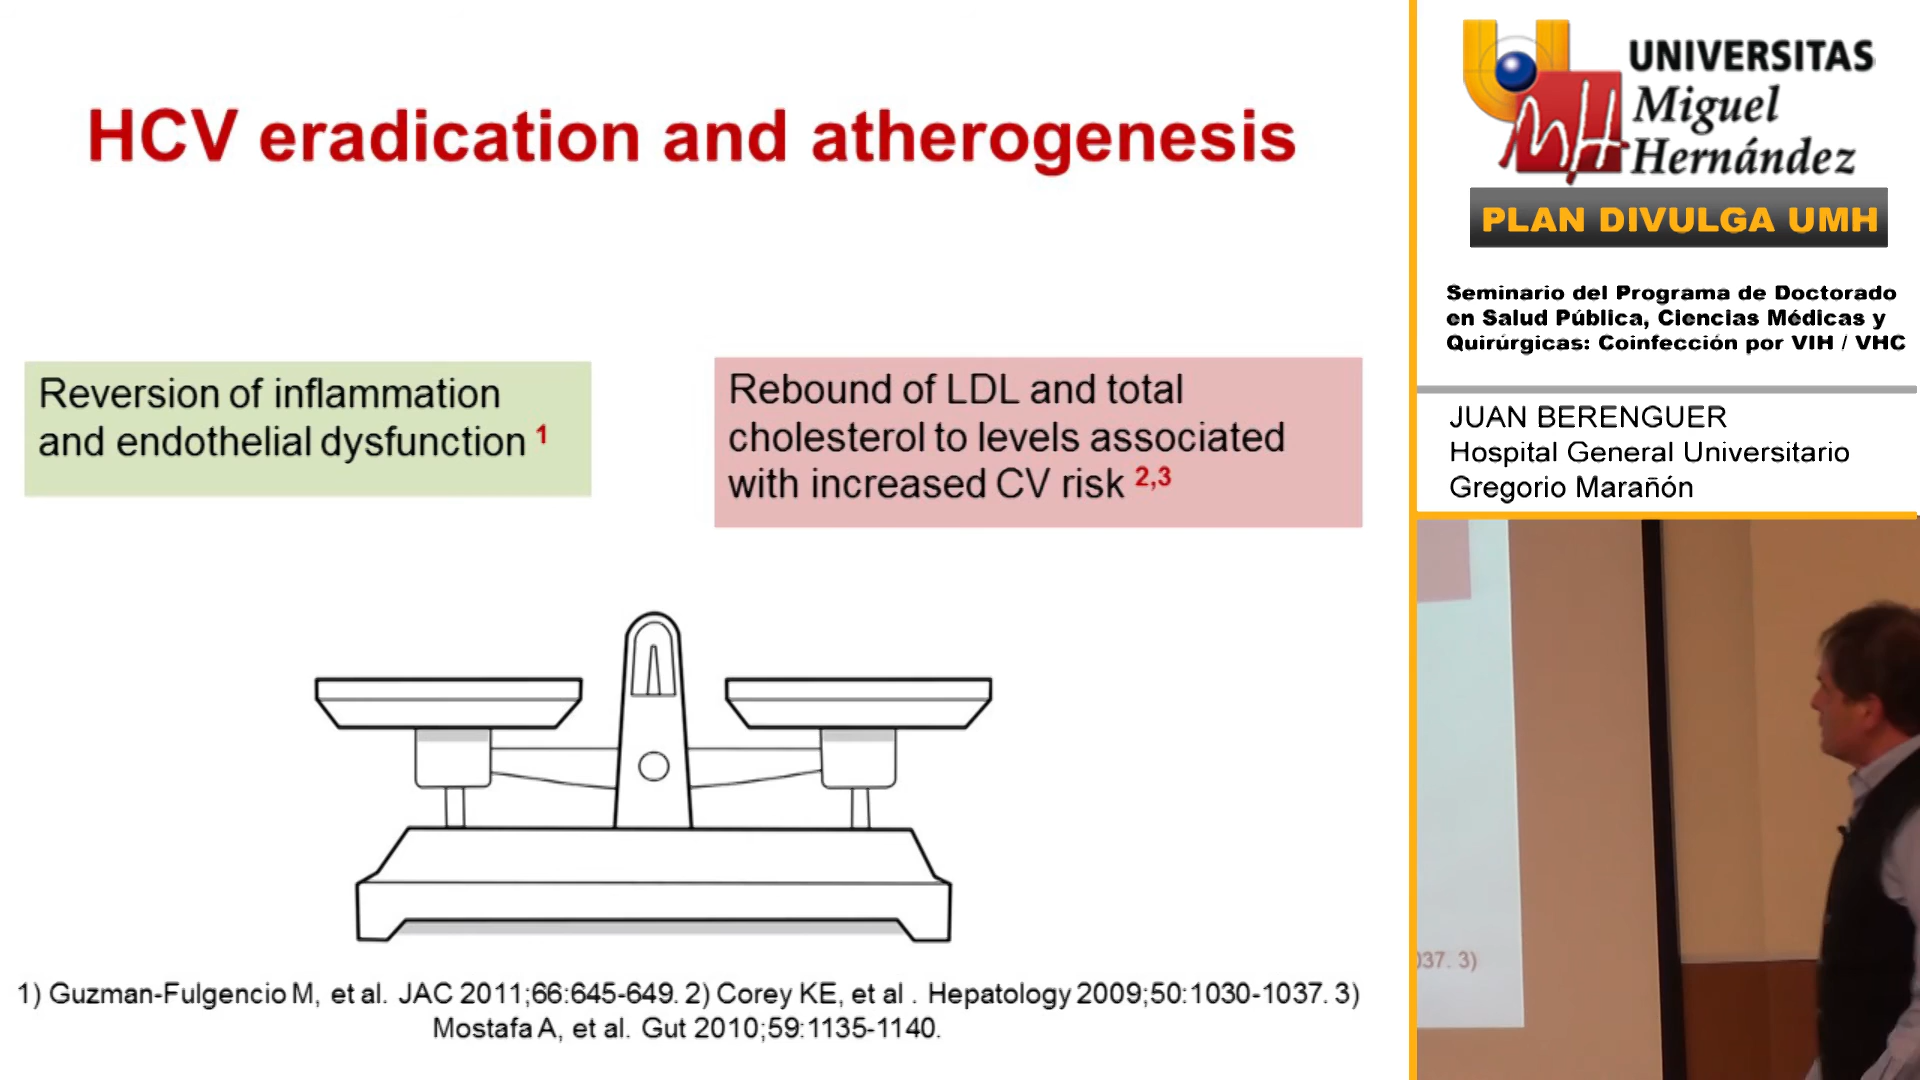 HCV eradication and atherogenesis
Reversion of inflammation
and endothelial dysfunction 1
Rebound of LDL and total
cholesterol to levels associated
with increased CV risk 2,3
1) Guzman-Fulgencio M, et al. JAC 2011;66:645-649. 2) Corey KE, et al . Hepatology 2009;50:1030-1037. 3)
Mostafa A, et al. Gut 2010;59:1135-1140.
UNIVERSITAS
Miguel
Hernández
UMH
PLAN DIVULGA UMH
Seminario del Programa de Doctorado
en Salud Pública, Ciencias Médicas y
Quirúrgicas: Coinfección por VIH / VHC
JUAN BERENGUER
Hospital General Universitario
Gregorio Marañón
037. 3)